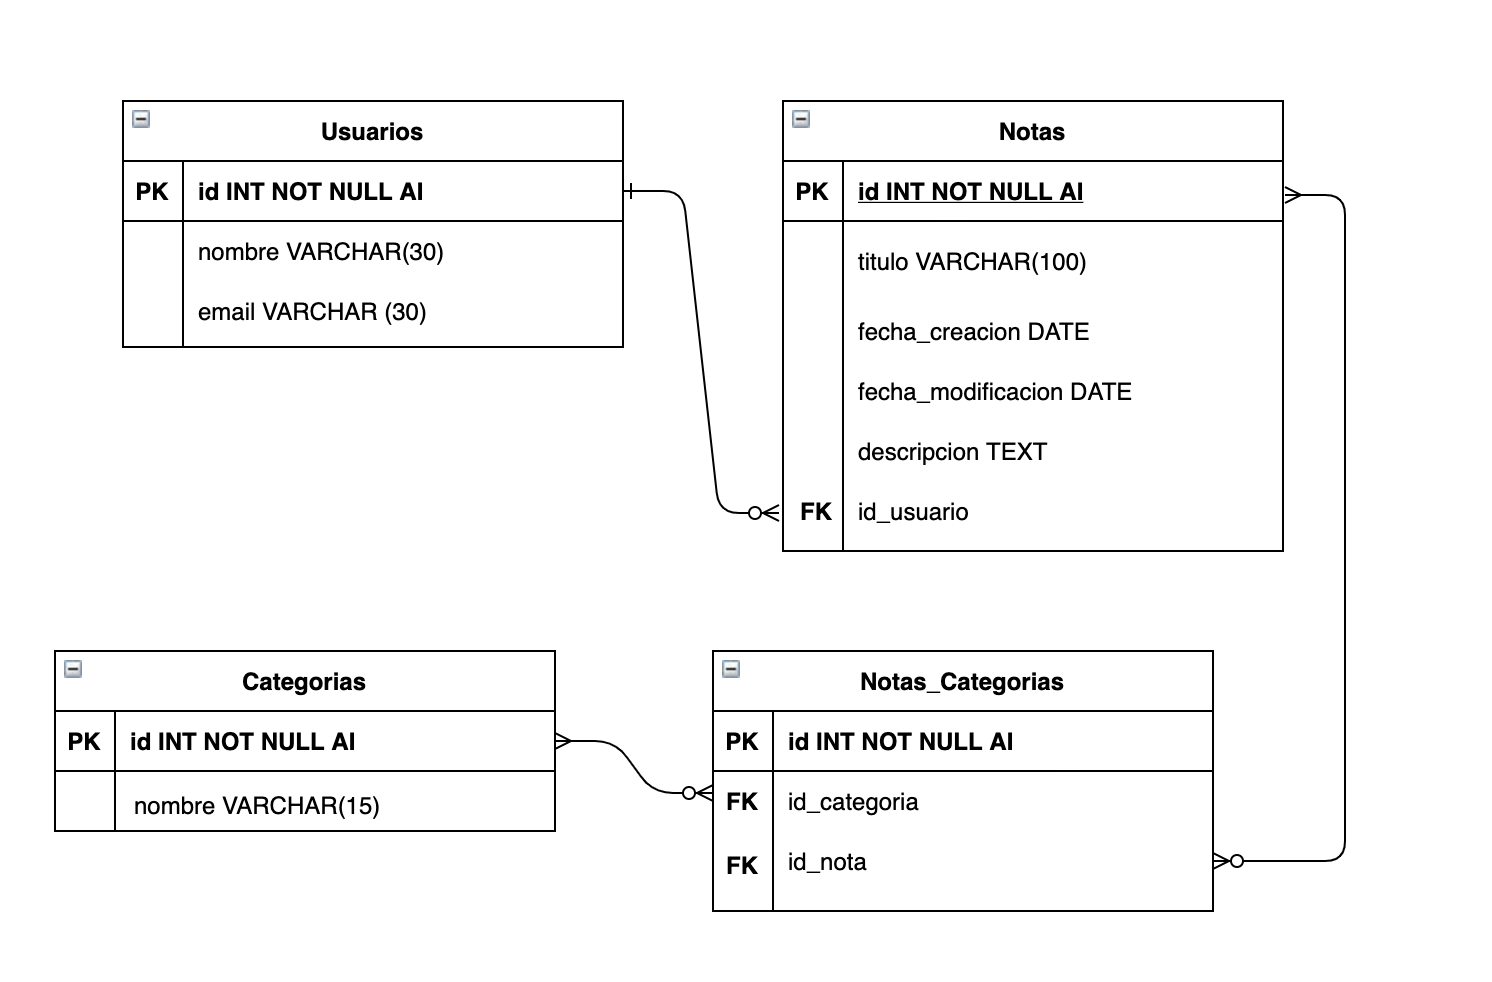 Usuarios
PK id INT NOT NULL AI
nombre VARCHAR(30)
email VARCHAR (30)
Notas
PK id INT NOT NULL AI
titulo VARCHAR(100)
fecha_creacion DATE
fecha_modificacion DATE
descripcion TEXT
FK id_usuario
Categorias
PK id INT NOT NULL AI
nombre VARCHAR(15)
Notas_Categorias
PK id INT NOT NULL AI
FK id_categoria
FK id_nota